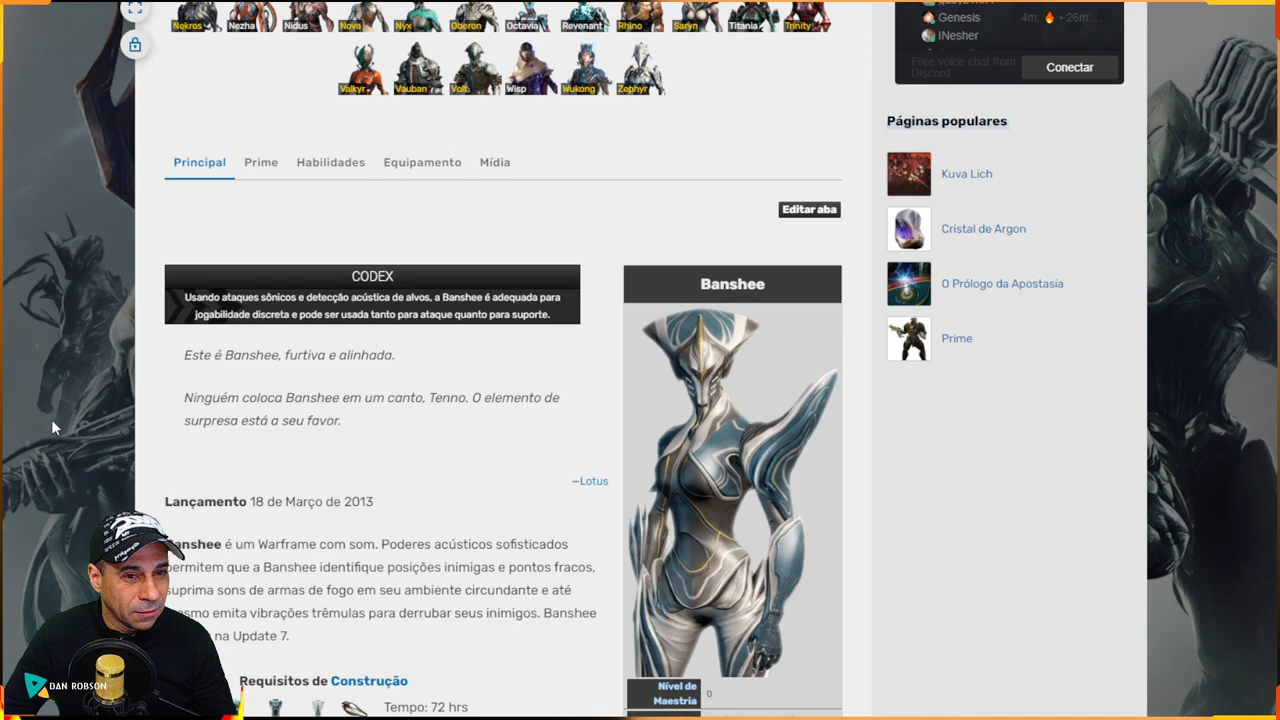 Nekros Nezha Nidus Nova Nyx Oberon Octavia Revenant Rhino Saryn Titania Trinity
Valkyr Vauban Volt Wisp Wukong Zephyr
Genesis 4m: 26m...
INesher
Free voice chat from
Discord
Conectar
Páginas populares
Kuva Lich
Cristal de Argon
O Prólogo da Apostasia
Prime
Principal Prime Habilidades Equipamento Mídia
Editar aba
CODEX
Usando ataques sônicos e detecção acústica de alvos, a Banshee é adequada para
jogabilidade discreta e pode ser usada tanto para ataque quanto para suporte.
Este é Banshee, furtiva e alinhada.
Ninguém coloca Banshee em um canto, Tenno. O elemento de
surpresa está a seu favor.
—Lotus
Lançamento 18 de Março de 2013
anshee é um Warframe com som. Poderes acústicos sofisticados
permitem que a Banshee identifique posições inimigas e pontos fracos,
suprima sons de armas de fogo em seu ambiente circundante e até
smo emita vibrações trêmulas para derrubar seus inimigos. Banshee
na Update 7.
Requisitos de Construção
Tempo: 72 hrs
Banshee
Nível de
Maestria
0
DAN ROBSON